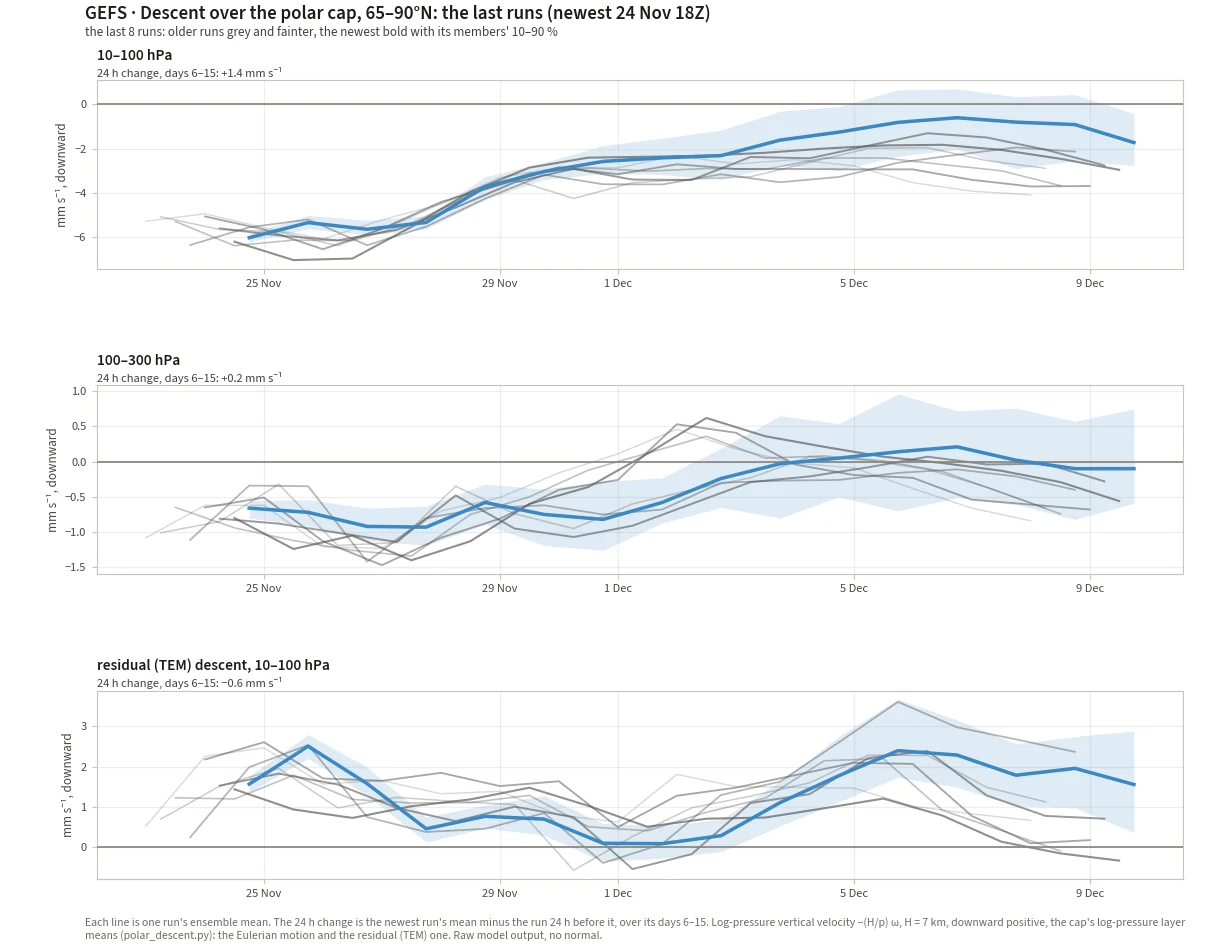 GEFS · Descent over the polar cap, 65–90°N: the last runs (newest 24 Nov 18Z)
the last 8 runs: older runs grey and fainter, the newest bold with its members' 10–90 %
10–100 hPa
24 h change, days 6–15: +1.4 mm s⁻¹
mm s⁻¹, downward
0
−2
−4
−6
25 Nov
29 Nov
1 Dec
5 Dec
9 Dec
100–300 hPa
24 h change, days 6–15: +0.2 mm s⁻¹
mm s⁻¹, downward
1.0
0.5
0.0
−0.5
−1.0
−1.5
25 Nov
29 Nov
1 Dec
5 Dec
9 Dec
residual (TEM) descent, 10–100 hPa
24 h change, days 6–15: −0.6 mm s⁻¹
mm s⁻¹, downward
3
2
1
0
25 Nov
29 Nov
1 Dec
5 Dec
9 Dec
Each line is one run's ensemble mean. The 24 h change is the newest run's mean minus the run 24 h before it, over its days 6–15. Log-pressure vertical velocity −(H/p) ω, H = 7 km, downward positive, the cap's log-pressure layer
means (polar_descent.py): the Eulerian motion and the residual (TEM) one. Raw model output, no normal.